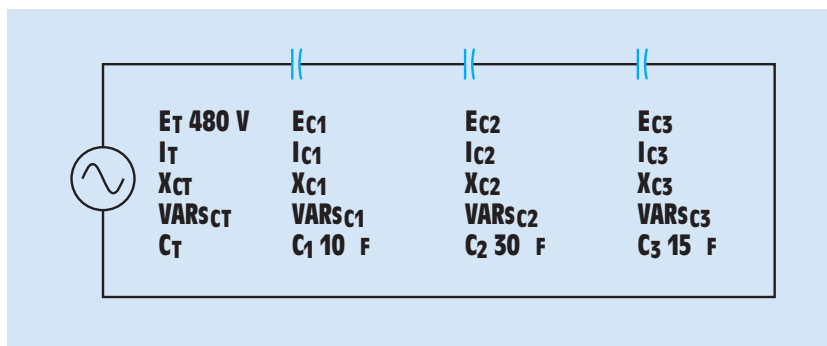 ET 480 V EC1 EC2 EC3
IT IC1 IC2 IC3
XCT XC1 XC2 XC3
VARSCT VARSC1 VARSC2 VARSC3
CT C1 10 F C2 30 F C3 15 F